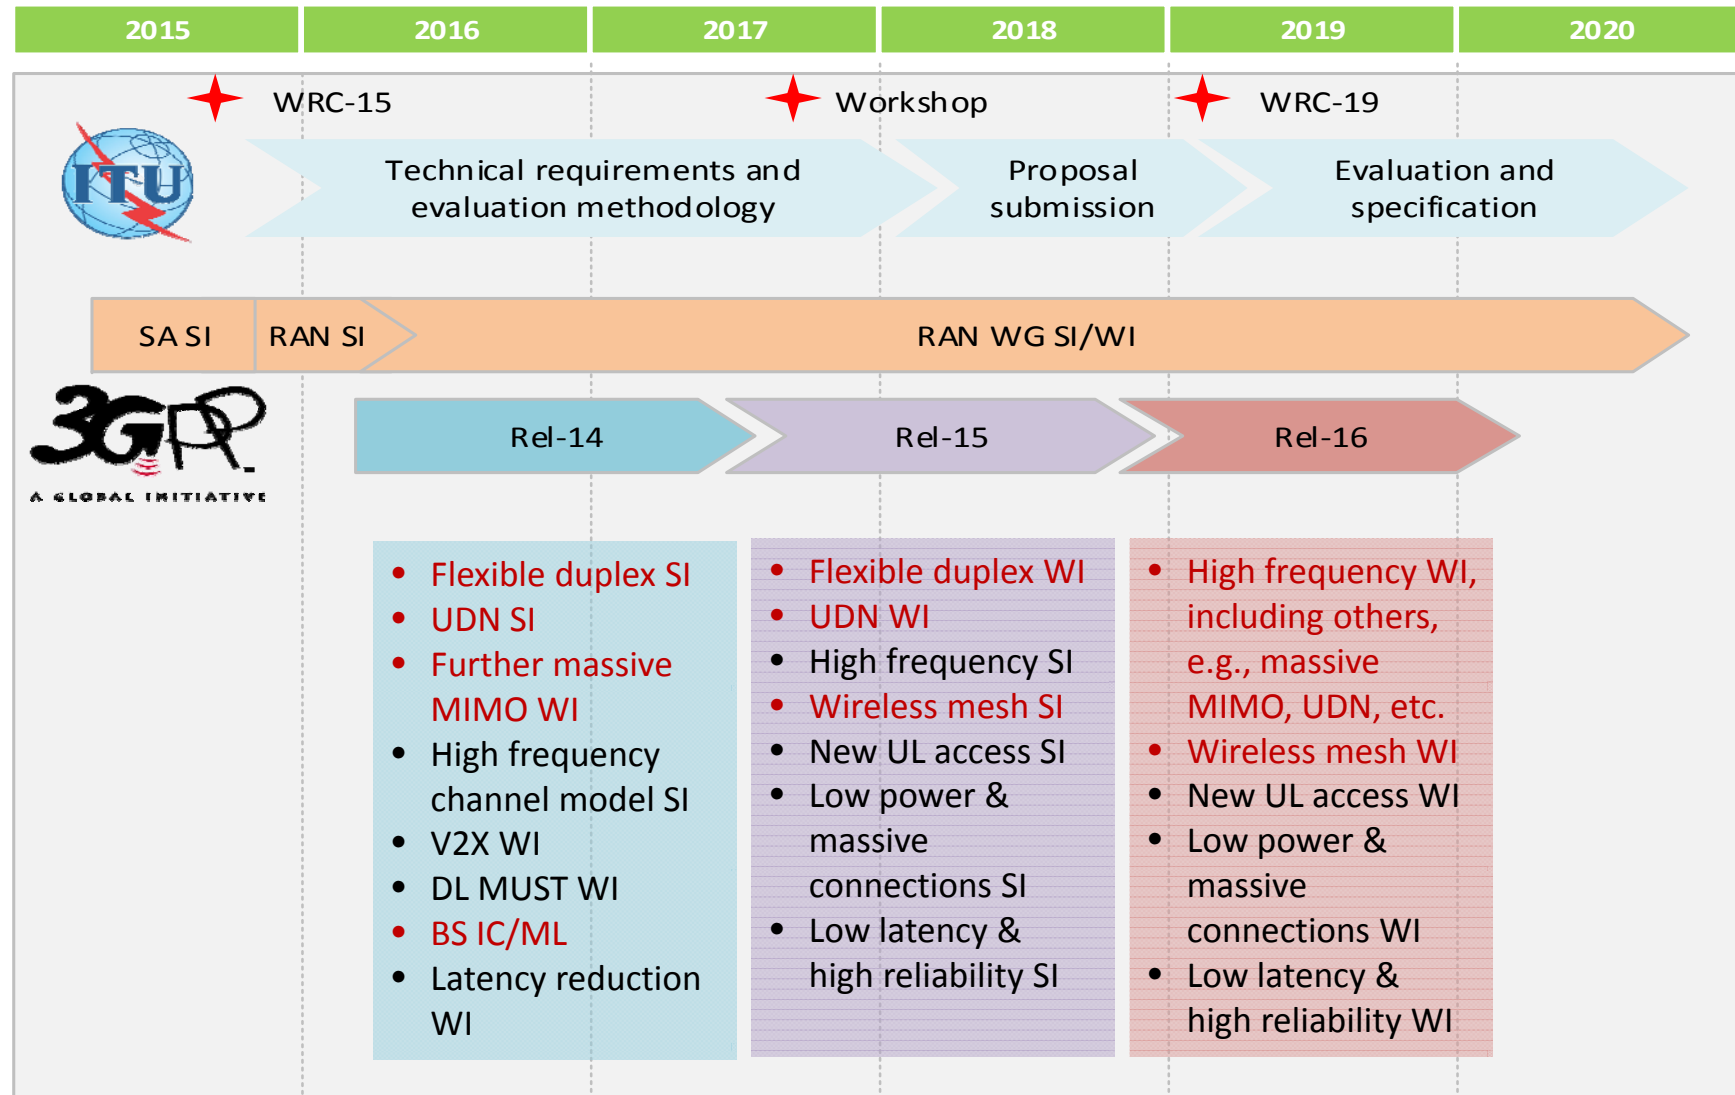 2015 2016 2017 2018 2019 2020
WRC-15 Workshop WRC-19
ITU
Technical requirements and
evaluation methodology
Proposal
submission
Evaluation and
specification
SA SI RAN SI RAN WG SI/WI
3GPP
A GLOBAL INITIATIVE
Rel-14 Rel-15 Rel-16
• Flexible duplex SI
• UDN SI
• Further massive
MIMO WI
• High frequency
channel model SI
• V2X WI
• DL MUST WI
• BS IC/ML
• Latency reduction
WI
• Flexible duplex WI
• UDN WI
• High frequency SI
• Wireless mesh SI
• New UL access SI
• Low power &
massive
connections SI
• Low latency &
high reliability SI
• High frequency WI,
including others,
e.g., massive
MIMO, UDN, etc.
• Wireless mesh WI
• New UL access WI
• Low power &
massive
connections WI
• Low latency &
high reliability WI